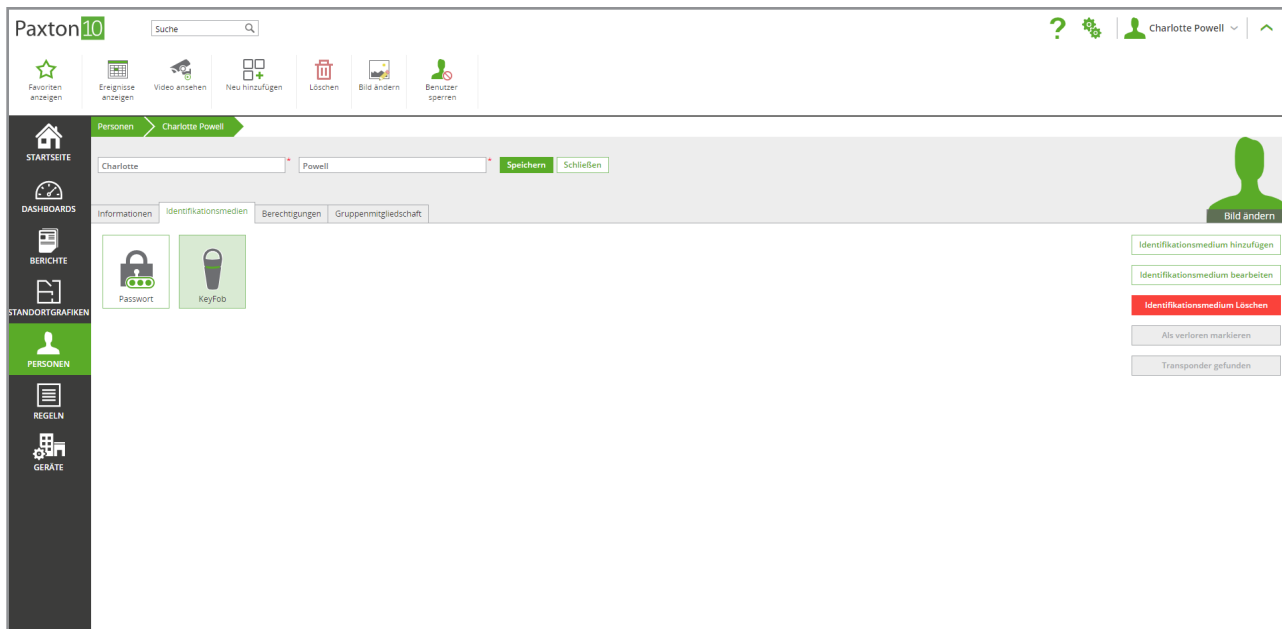 Paxton10
Suche
Charlotte Powell
Favoriten
anzeigen
Ereignisse
anzeigen
Video ansehen
Neu hinzufügen
Löschen
Bild ändern
Benutzer
sperren
STARTSEITE
DASHBOARDS
BERICHTE
STANDORTGRAFIKEN
PERSONEN
REGELN
GERÄTE
Personen
Charlotte Powell
Charlotte *
Powell *
Speichern
Schließen
Bild ändern
Informationen
Identifikationsmedien
Berechtigungen
Gruppenmitgliedschaft
Passwort
KeyFob
Identifikationsmedium hinzufügen
Identifikationsmedium bearbeiten
Identifikationsmedium Löschen
Als verloren markieren
Transponder gefunden